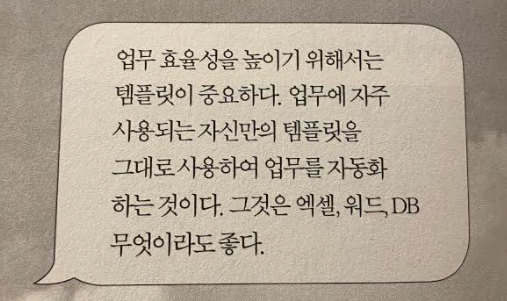 업무 효율성을 높이기 위해서는
템플릿이 중요하다. 업무에 자주
사용되는 자신만의 템플릿을
그대로 사용하여 업무를 자동화
하는 것이다. 그것은 엑셀, 워드, DB
무엇이라도 좋다.